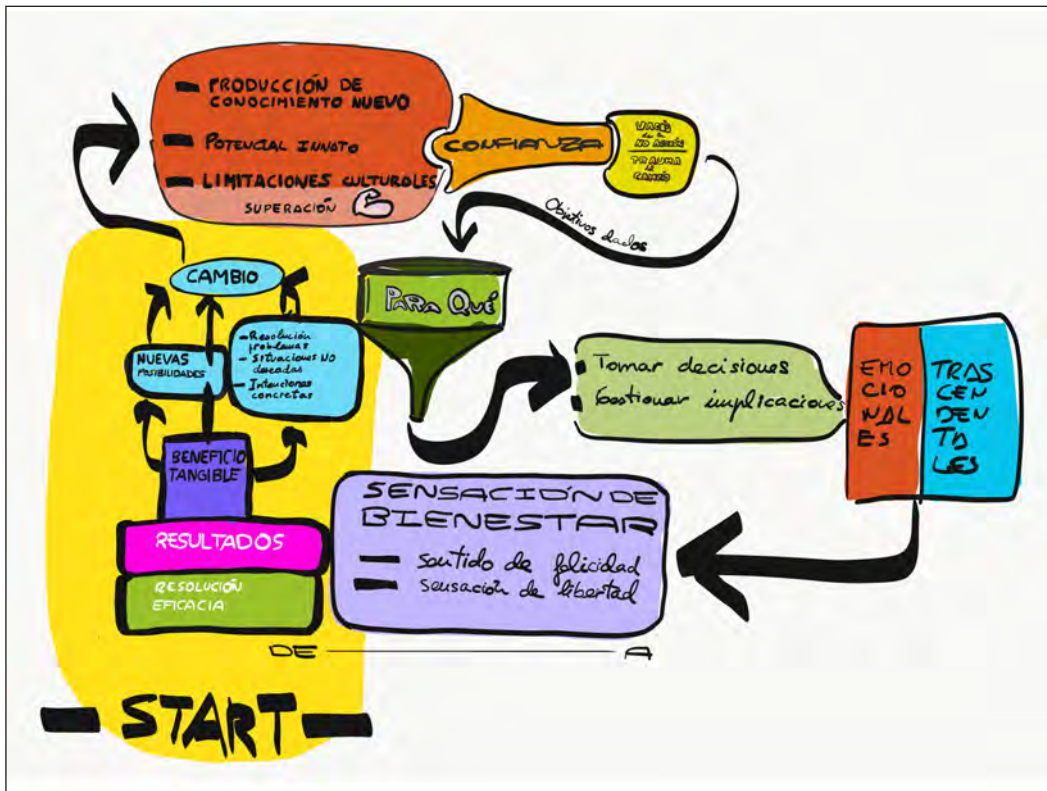 PRODUCCIÓN DE
CONOCIMIENTO NUEVO
POTENCIAL INNATO
LIMITACIONES CULTURALES
SUPERACIÓN
CONFIANZA
NO ACCIÓN
TRAUMA
CAMBIO
Objetivos dados
CAMBIO
NUEVAS
POSIBILIDADES
- Resolución
problemas
- SITUACIONES NO
deseadas
- Intenciones
concretas
PARA QUÉ
Tomar decisiones
Gestionar implicaciones
EMO
CIO
NAL
ES
TRAS
CEN
DEN
TA
LES
BENEFICIO
TANGIBLE
RESULTADOS
RESOLUCIÓN
EFICACIA
SENSACIÓN DE
BIENESTAR
sentido de felicidad
sensación de libertad
DE A
START